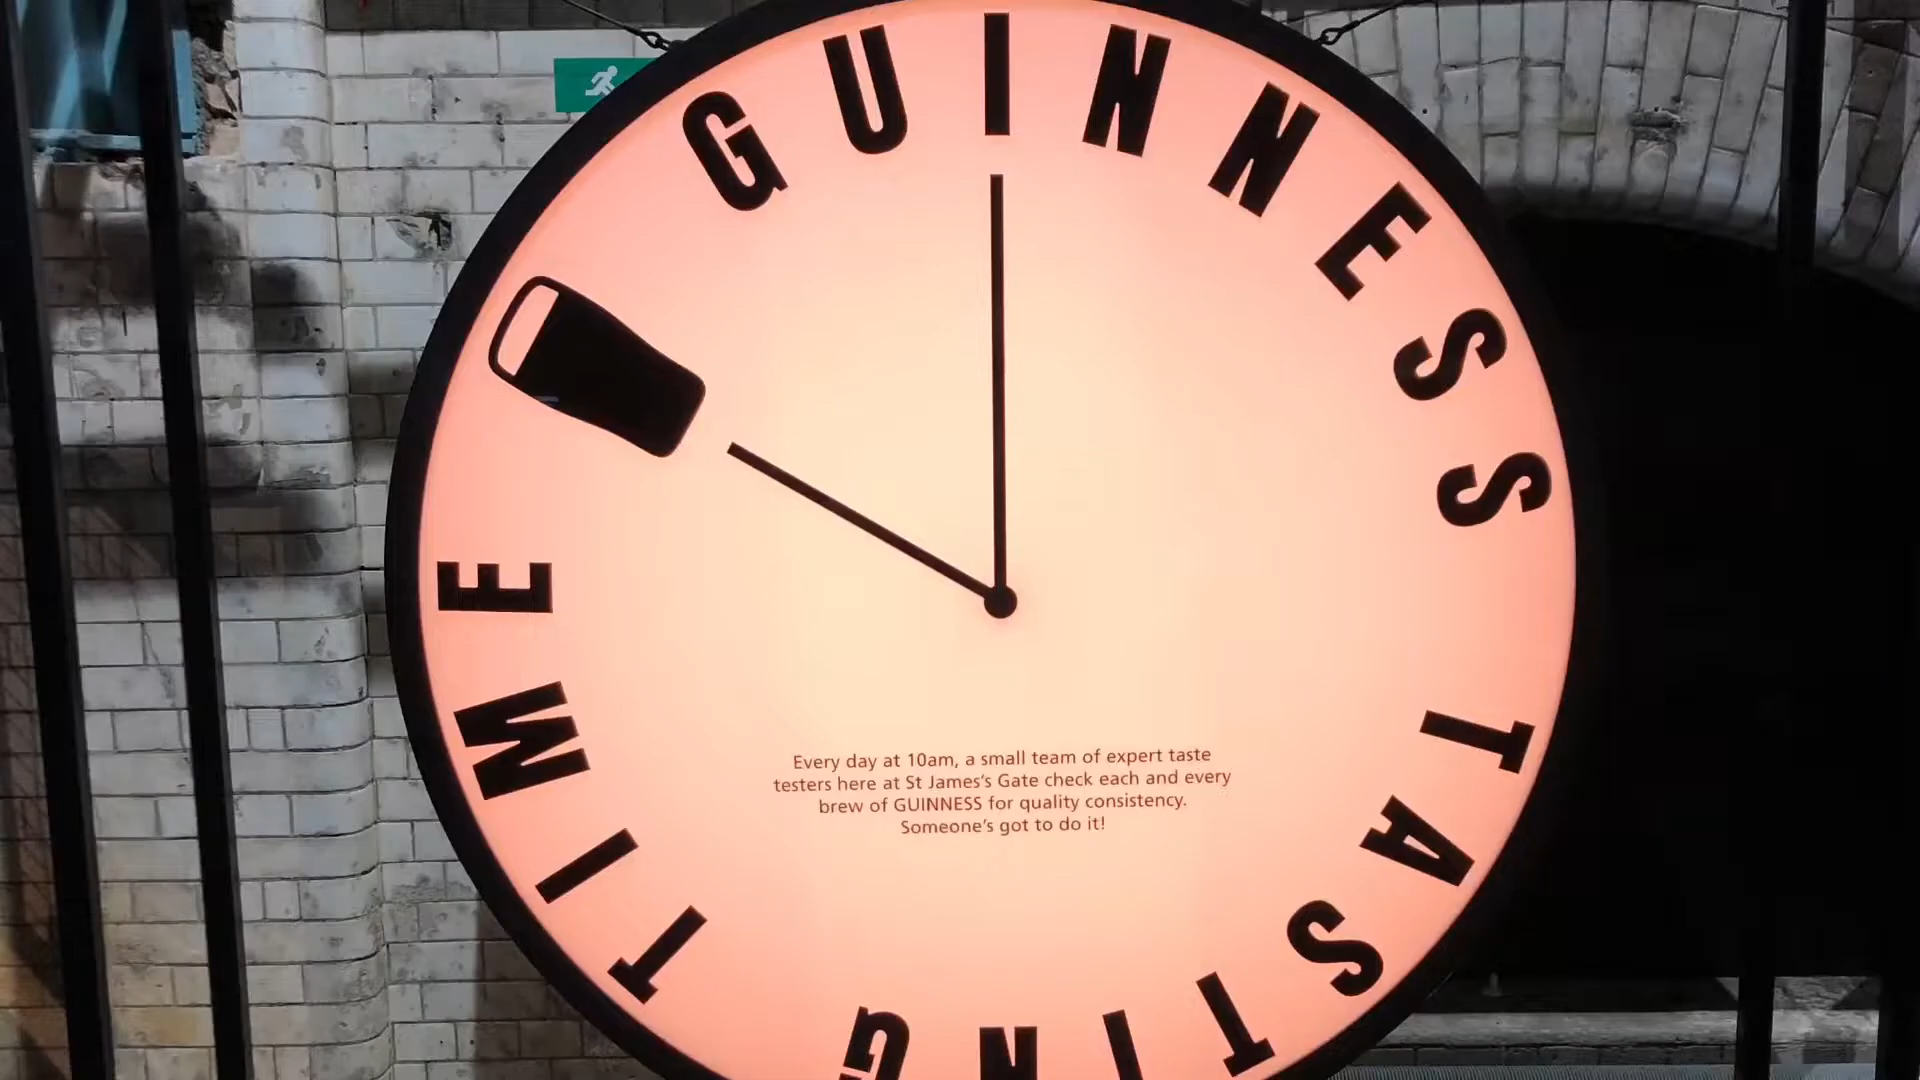 GUINNESS TASTING TIME
Every day at 10am, a small team of expert taste
testers here at St James's Gate check each and every
brew of GUINNESS for quality consistency.
Someone's got to do it!